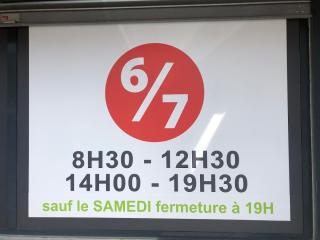 6/7
8H30 - 12H30
14H00 - 19H30
sauf le SAMEDI fermeture à 19H